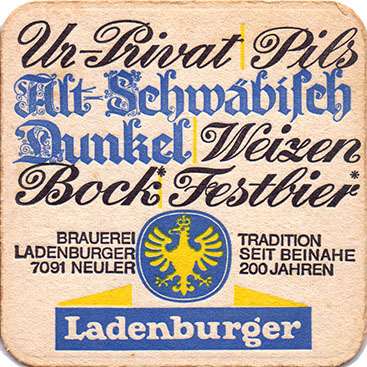 Ur-Privat | Pils
Alt-Schwäbisch
Dunkel | Weizen
Bock* Festbier*
BRAUEREI
LADENBURGER
7091 NEULER
TRADITION
SEIT BEINAHE
200 JAHREN
Ladenburger